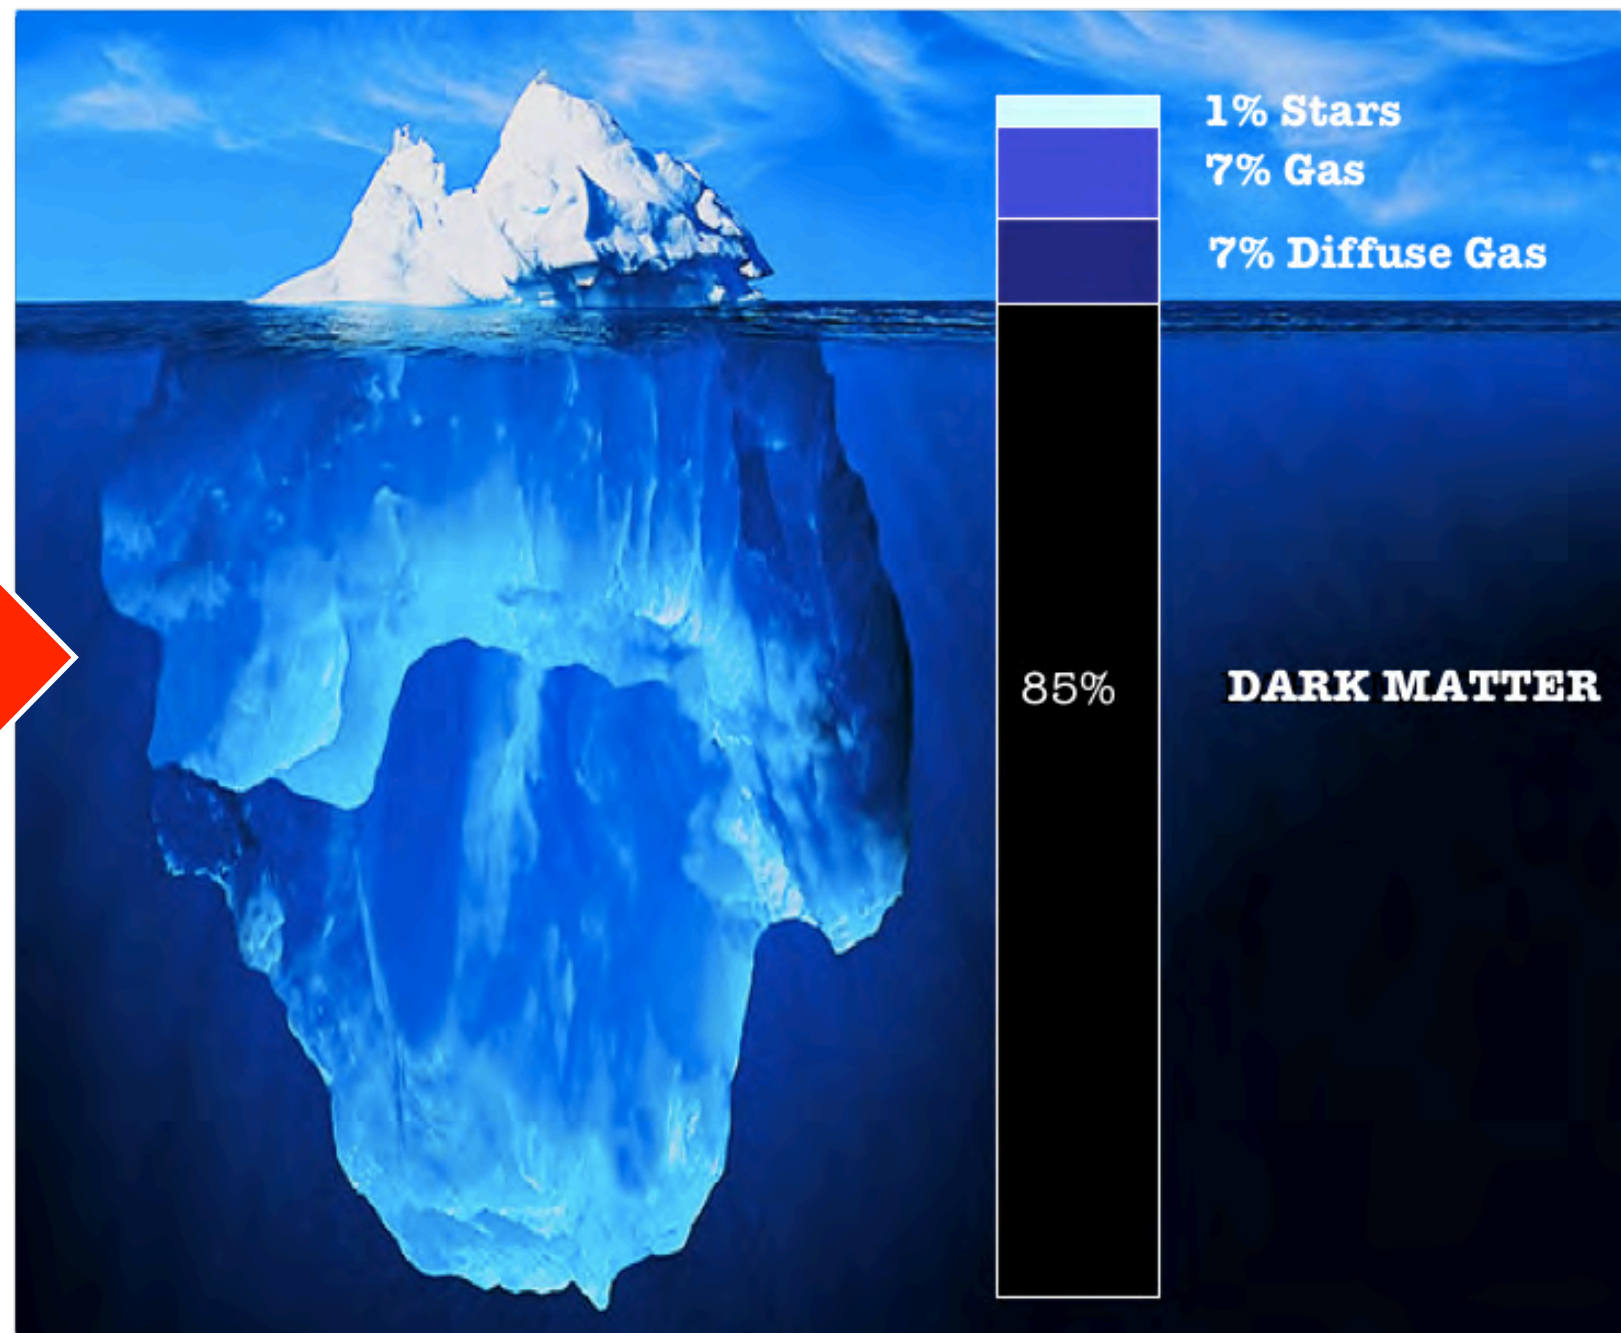 1% Stars
7% Gas
7% Diffuse Gas
85%
DARK MATTER